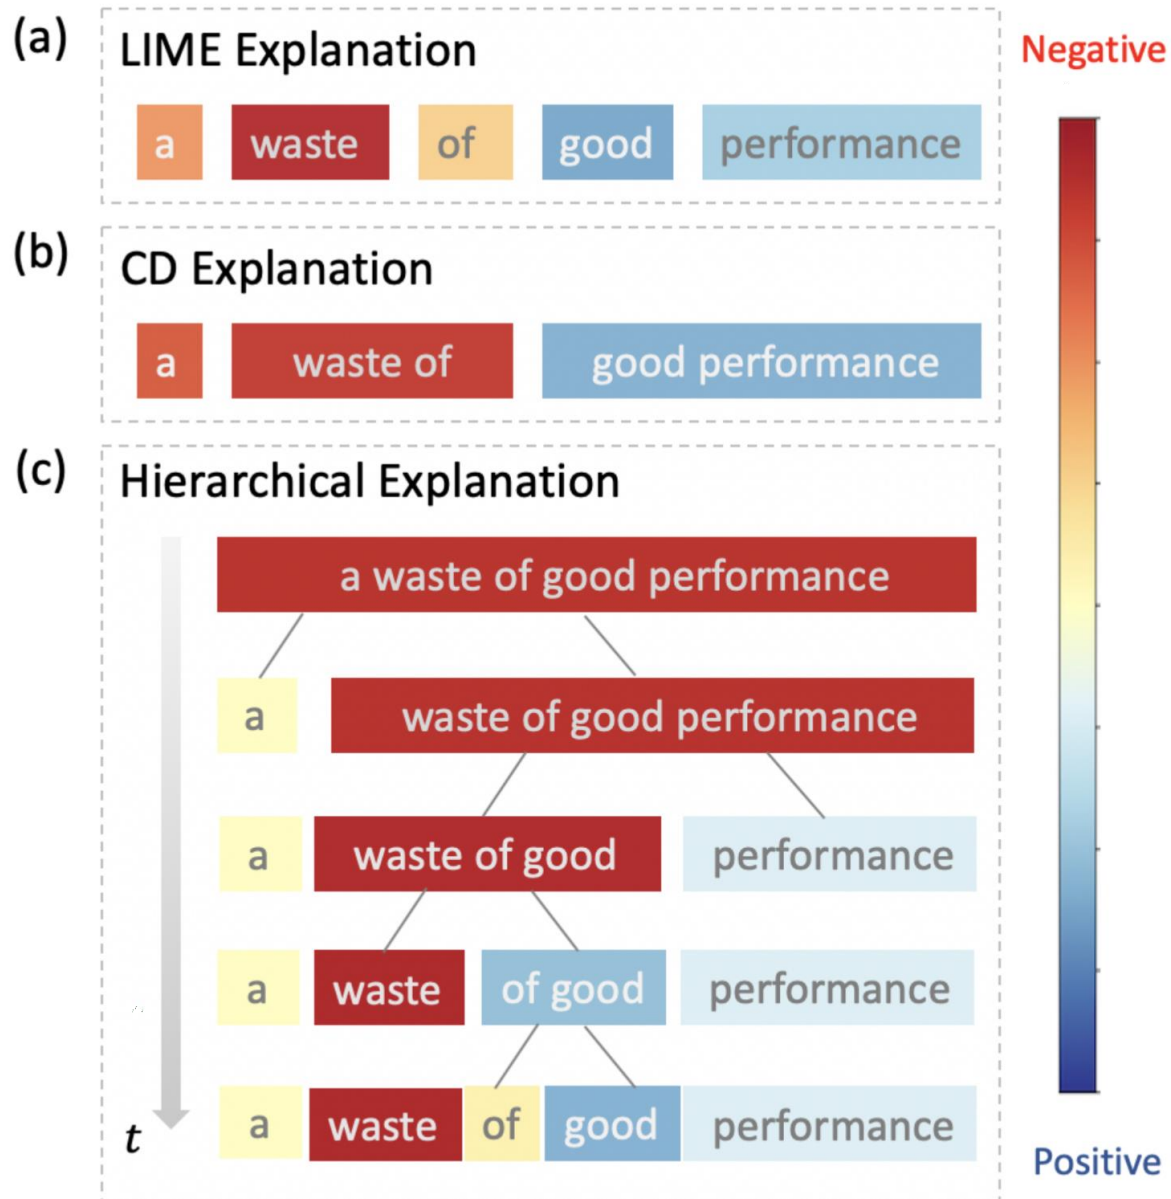 (a)
LIME Explanation
a waste of good performance
Negative
(b)
CD Explanation
a waste of good performance
(c)
Hierarchical Explanation
a waste of good performance
a waste of good performance
a waste of good performance
a waste of good performance
a waste of good performance
t
Positive